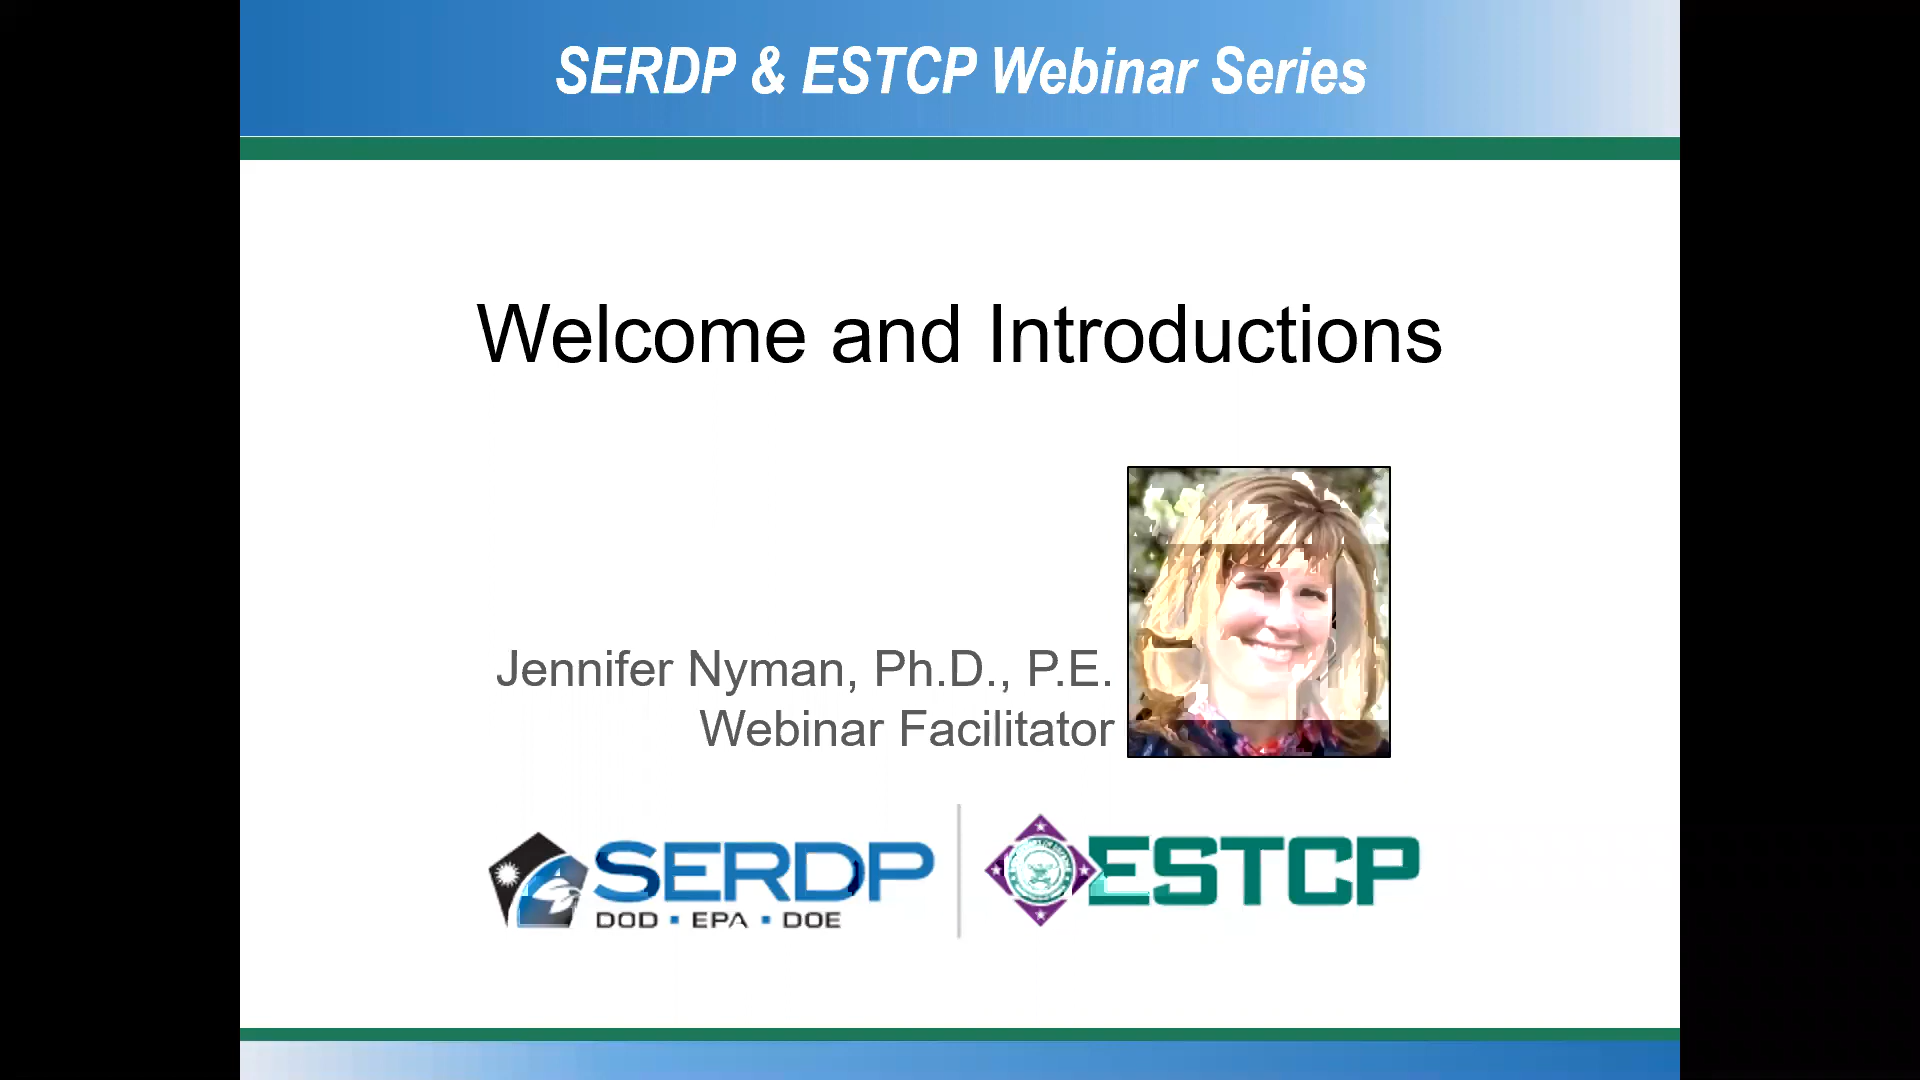 SERDP & ESTCP Webinar Series
Welcome and Introductions
Jennifer Nyman, Ph.D., P.E.
Webinar Facilitator
SERDP
DOD ▪ EPA ▪ DOE
ESTCP